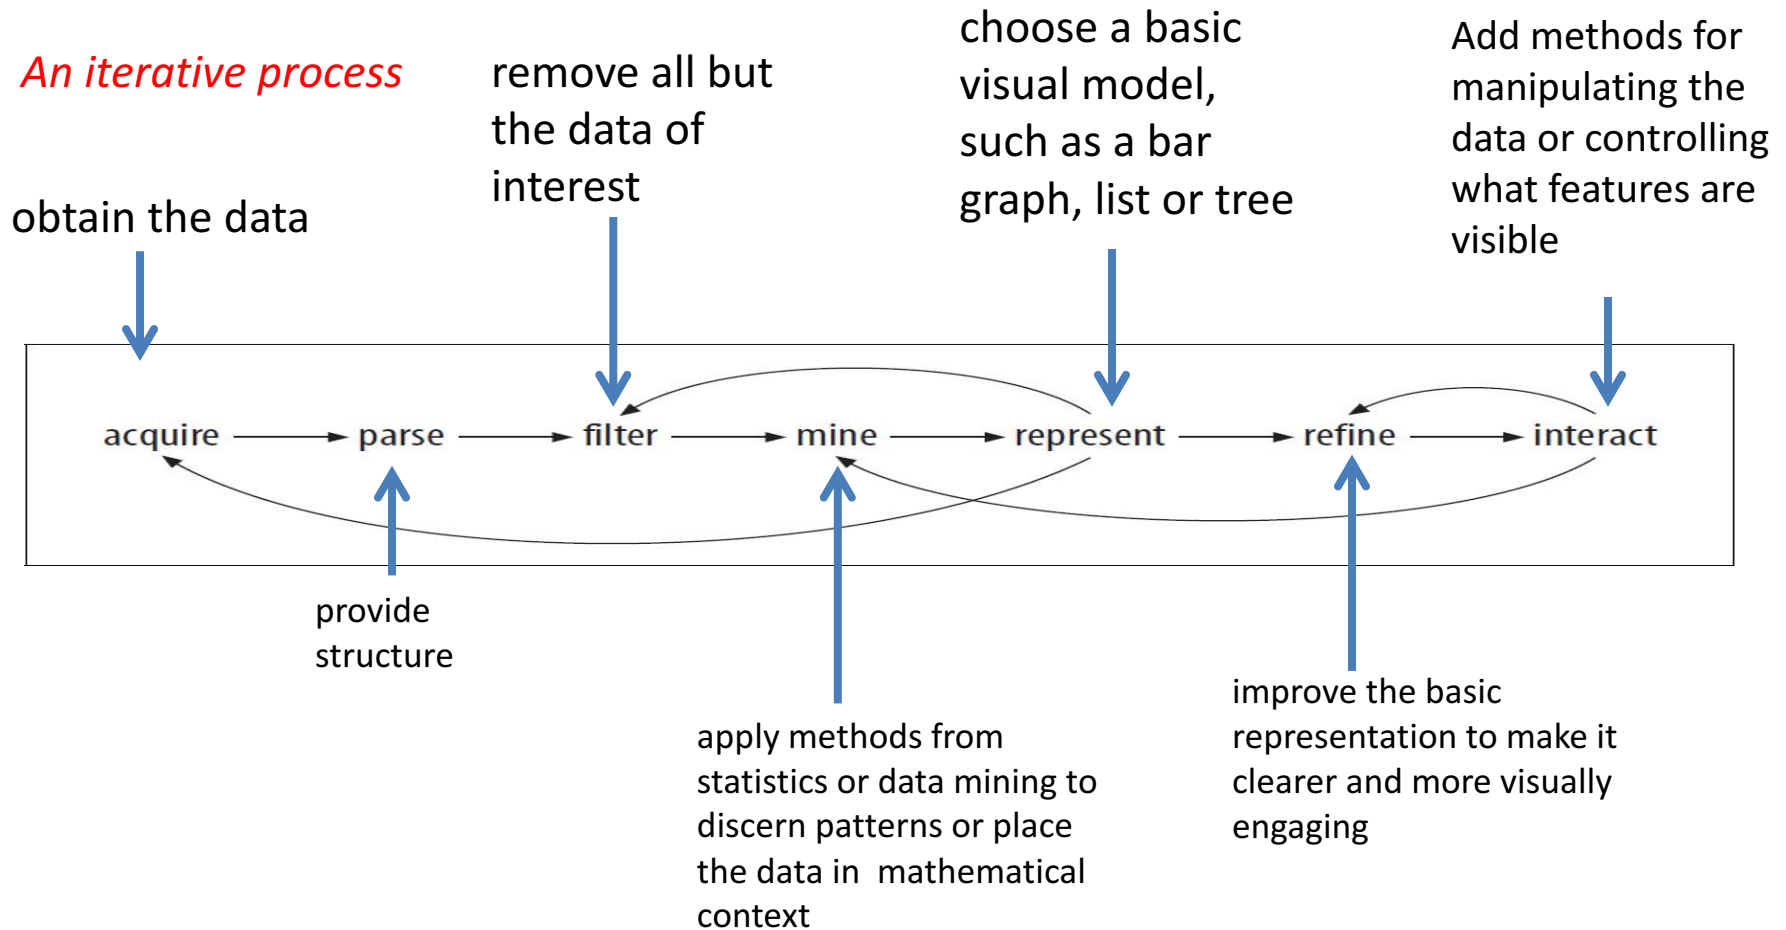 An iterative process
obtain the data
remove all but
the data of
interest
choose a basic
visual model,
such as a bar
graph, list or tree
Add methods for
manipulating the
data or controlling
what features are
visible
acquire
parse
filter
mine
represent
refine
interact
provide
structure
apply methods from
statistics or data mining to
discern patterns or place
the data in mathematical
context
improve the basic
representation to make it
clearer and more visually
engaging